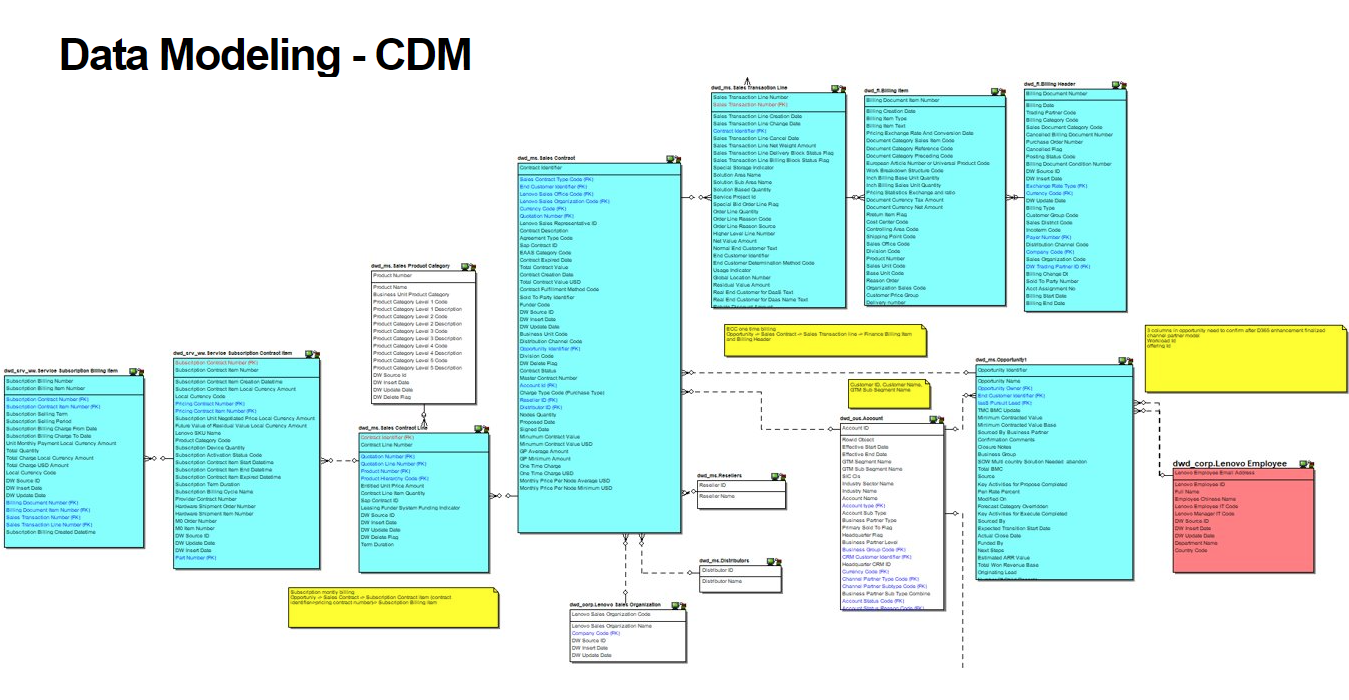 Data Modeling - CDM
dwd_ms.Sales Transaction Line
Sales Transaction Line Number
Sales Transaction Number (FK)
Sales Transaction Line Creation Date
Sales Transaction Line Change Date
Contract Identifier (FK)
Sales Transaction Line Cancel Date
Sales Transaction Line Net Weight Amount
Sales Transaction Line Delivery Block Status Flag
Sales Transaction Line Billing Block Status Flag
Special Storage Indicator
Solution Area Name
Solution Sub Area Name
Solution Based Quantity
Service Project Id
Special Bid Order Line Flag
Order Line Quantity
Order Line Reason Code
Order Line Reason Source
Higher Level Line Number
Net Value Amount
Normal End Customer Text
End Customer Identifier
End Customer Determination Method Code
Usage Indicator
Global Location Number
Residual Value Amount
Real End Customer for DaaS Text
Real End Customer for Daas Name Text
dwd_fi.Billing Item
Billing Document Item Number
Billing Creation Date
Billing Item Type
Billing Item Text
Pricing Exchange Rate And Conversion Date
Document Category Sales Item Code
Document Category Reference Code
Document Category Preceding Code
European Article Number or Universal Product Code
Work Breakdown Structure Code
Inch Billing Base Unit Quantity
Inch Billing Sales Unit Quantity
Pricing Statistics Exchange and ratio
Document Currency Tax Amount
Document Currency Net Amount
Return Item Flag
Cost Center Code
Controlling Area Code
Shipping Point Code
Sales Office Code
Division Code
Product Number
Sales Unit Code
Base Unit Code
Reason Order
Organization Sales Code
Customer Price Group
Delivery number
dwd_fi.Billing Header
Billing Document Number
Billing Date
Trading Partner Code
Billing Category Code
Sales Document Category Code
Cancelled Billing Document Number
Purchase Order Number
Cancelled Flag
Posting Status Code
Billing Document Condition Number
DW Source ID
DW Insert Date
Exchange Rate Type (FK)
Currency Code (FK)
DW Update Date
Billing Type
Customer Group Code
Sales District Code
Incoterm Code
Payer Number (FK)
Distribution Channel Code
Company Code (FK)
Sales Organization Code
DW Trading Partner ID (FK)
Billing Change Dt
Sold To Party Number
Acct Assignment No
Billing Start Date
Billing End Date
dwd_ms. Sales Contract
Contract Identifier
Sales Contract Type Code (FK)
End Customer Identifier (FK)
Lenovo Sales Office Code (FK)
Lenovo Sales Organization Code (FK)
Currency Code (FK)
Quotation Number (FK)
Lenovo Sales Representative ID
Contract Description
Agreement Type Code
Sap Contract ID
EAAS Category Code
Contract Expired Date
Total Contract Value
Contract Creation Date
Total Contract Value USD
Contract Fulfillment Method Code
Sold To Party Identifier
Funder Code
DW Source ID
DW Insert Date
DW Update Date
Business Unit Code
Distribution Channel Code
Opportunity Identifier (FK)
Division Code
DW Delete Flag
Contract Status
Master Contract Number
Account Id (FK)
Charge Type Code (Purchase Type)
Reseller ID (FK)
Distributor ID (FK)
Nodes Quantity
Proposed Date
Signed Date
Minimum Contract Value
Minimum Contract Value USD
GP Average Amount
GP Minimum Amount
One Time Charge
One Time Charge USD
Monthly Price Per Node Average USD
Monthly Price Per Node Minimum USD
dwd_ms. Sales Product Category
Product Number
Product Name
Business Unit Product Category
Product Category Level 1 Code
Product Category Level 1 Description
Product Category Level 2 Code
Product Category Level 2 Description
Product Category Level 3 Code
Product Category Level 3 Description
Product Category Level 4 Code
Product Category Level 4 Description
Product Category Level 5 Code
Product Category Level 5 Description
DW Source ID
DW Insert Date
DW Update Date
DW Delete Flag
dwd_srv_ww.Service Subscription Billing Item
Subscription Billing Number
Subscription Billing Item Number
Subscription Contract Number (FK)
Subscription Contract Item Number (FK)
Subscription Selling Term
Subscription Selling Period
Subscription Billing Charge From Date
Subscription Billing Charge To Date
Unit Monthly Payment Local Currency Amount
Total Quantity
Total Charge Local Currency Amount
Total Charge USD Amount
Local Currency Code
DW Source ID
DW Insert Date
DW Update Date
Billing Document Number (FK)
Billing Document Item Number (FK)
Sales Transaction Number (FK)
Sales Transaction Line Number (FK)
Subscription Billing Created Datetime
dwd_srv_ww.Service Subscription Contract Item
Subscription Contract Number (FK)
Subscription Contract Item Number
Subscription Contract Item Creation Datetime
Subscription Contract Item Local Currency Amount
Local Currency Code
Pricing Contract Number (FK)
Pricing Contract Item Number (FK)
Subscription Unit Negotiated Price Local Currency Amount
Future Value of Residual Value Local Currency Amount
Lenovo SKU Name
Product Category Code
Subscription Device Quantity
Subscription Activation Status Code
Subscription Contract Item Start Datetime
Subscription Contract Item End Datetime
Subscription Contract Item Expired Datetime
Subscription Term Duration
Subscription Billing Cycle Name
Provider Contract Number
Hardware Shipment Order Number
Hardware Shipment Item Number
MO Order Number
MO Item Number
DW Source ID
DW Update Date
DW Insert Date
Part Number (FK)
dwd_ms. Sales Contract Line
Contract Identifier (FK)
Contract Line Number
Quotation Number (FK)
Quotation Line Number (FK)
Product Number (FK)
Product Hierarchy Code (FK)
Entitled Unit Price Amount
Contract Line Item Quantity
Sap Contract ID
Leasing Funder System Funding Indicator
DW Source ID
DW Insert Date
DW Update Date
DW Delete Flag
Term Duration
Subscription montly billing
Opportunity -> Sales Contract -> Subscription Contract Item (contract
identifier=pricing contract number)-> Subscription Billing Item
BCC one time billing
Opportunity -> Sales Contract -> Sales Transaction line -> Finance Billing Item
and Billing Header
Customer ID, Customer Name,
GTM Sub Segment Name
3 columns in opportunity need to confirm after D365 enhancement finalized
channel partner model
Workload Id
offering Id
dwd_ms.Resellers
Reseller ID
Reseller Name
dwd_ms.Distributors
Distributor ID
Distributor Name
dwd_corp.Lenovo Sales Organization
Lenovo Sales Organization Code
Lenovo Sales Organization Name
Company Code (FK)
DW Source ID
DW Insert Date
DW Update Date
dwd_cus.Account
Account ID
Rowid Object
Effective Start Date
Effective End Date
GTM Segment Name
GTM Sub Segment Name
SIC Cls
Industry Sector Name
Industry Name
Account Name
Account type (FK)
Account Sub Type
Business Partner Type
Primary Sold To Flag
Headquarter Flag
Business Partner Level
Business Group Code (FK)
CRM Customer Identifier (FK)
Headquarter CRM ID
Currency Code (FK)
Channel Partner Type Code (FK)
Channel Partner Subtype Code (FK)
Business Partner Sub Type Combine
Account Status Code (FK)
Account Status Reason Code (FK)
dwd_ms.Opportunity1
Opportunity Identifier
Opportunity Name
Opportunity Owner (FK)
End Customer Identifier (FK)
IaaS Pursuit Lead (FK)
TMC BMC Update
Minimum Contracted Value
Minimum Contracted Value Base
Sourced By Business Partner
Confirmation Comments
Closure Notes
Business Group
SOW Multi country Solution Needed abandon
Total BMC
Source
Key Activities for Propose Completed
Pen Rate Percent
Modified On
Forecast Category Overridden
Key Activities for Execute Completed
Sourced By
Expected Transition Start Date
Actual Close Date
Funded By
Next Steps
Estimated ARR Value
Total Won Revenue Base
Originating Lead
dwd_corp.Lenovo Employee
Lenovo Employee Email Address
Lenovo Employee ID
Full Name
Employee Chinese Name
Lenovo Employee IT Code
Lenovo Manager IT Code
DW Source ID
DW Insert Date
DW Update Date
Department Name
Country Code